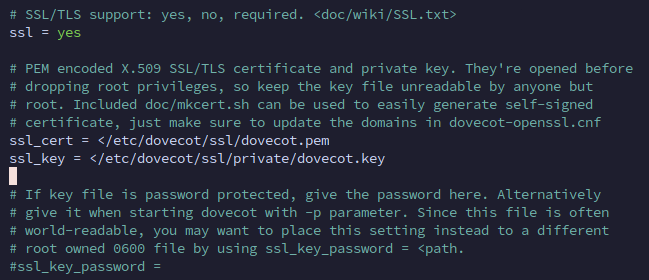 # SSL/TLS support: yes, no, required. <doc/wiki/SSL.txt>
ssl = yes
# PEM encoded X.509 SSL/TLS certificate and private key. They're opened before
# dropping root privileges, so keep the key file unreadable by anyone but
# root. Included doc/mkcert.sh can be used to easily generate self-signed
# certificate, just make sure to update the domains in dovecot-openssl.cnf
ssl_cert = </etc/dovecot/ssl/dovecot.pem
ssl_key = </etc/dovecot/ssl/private/dovecot.key
# If key file is password protected, give the password here. Alternatively
# give it when starting dovecot with -p parameter. Since this file is often
# world-readable, you may want to place this setting instead to a different
# root owned 0600 file by using ssl_key_password = <path.
#ssl_key_password =